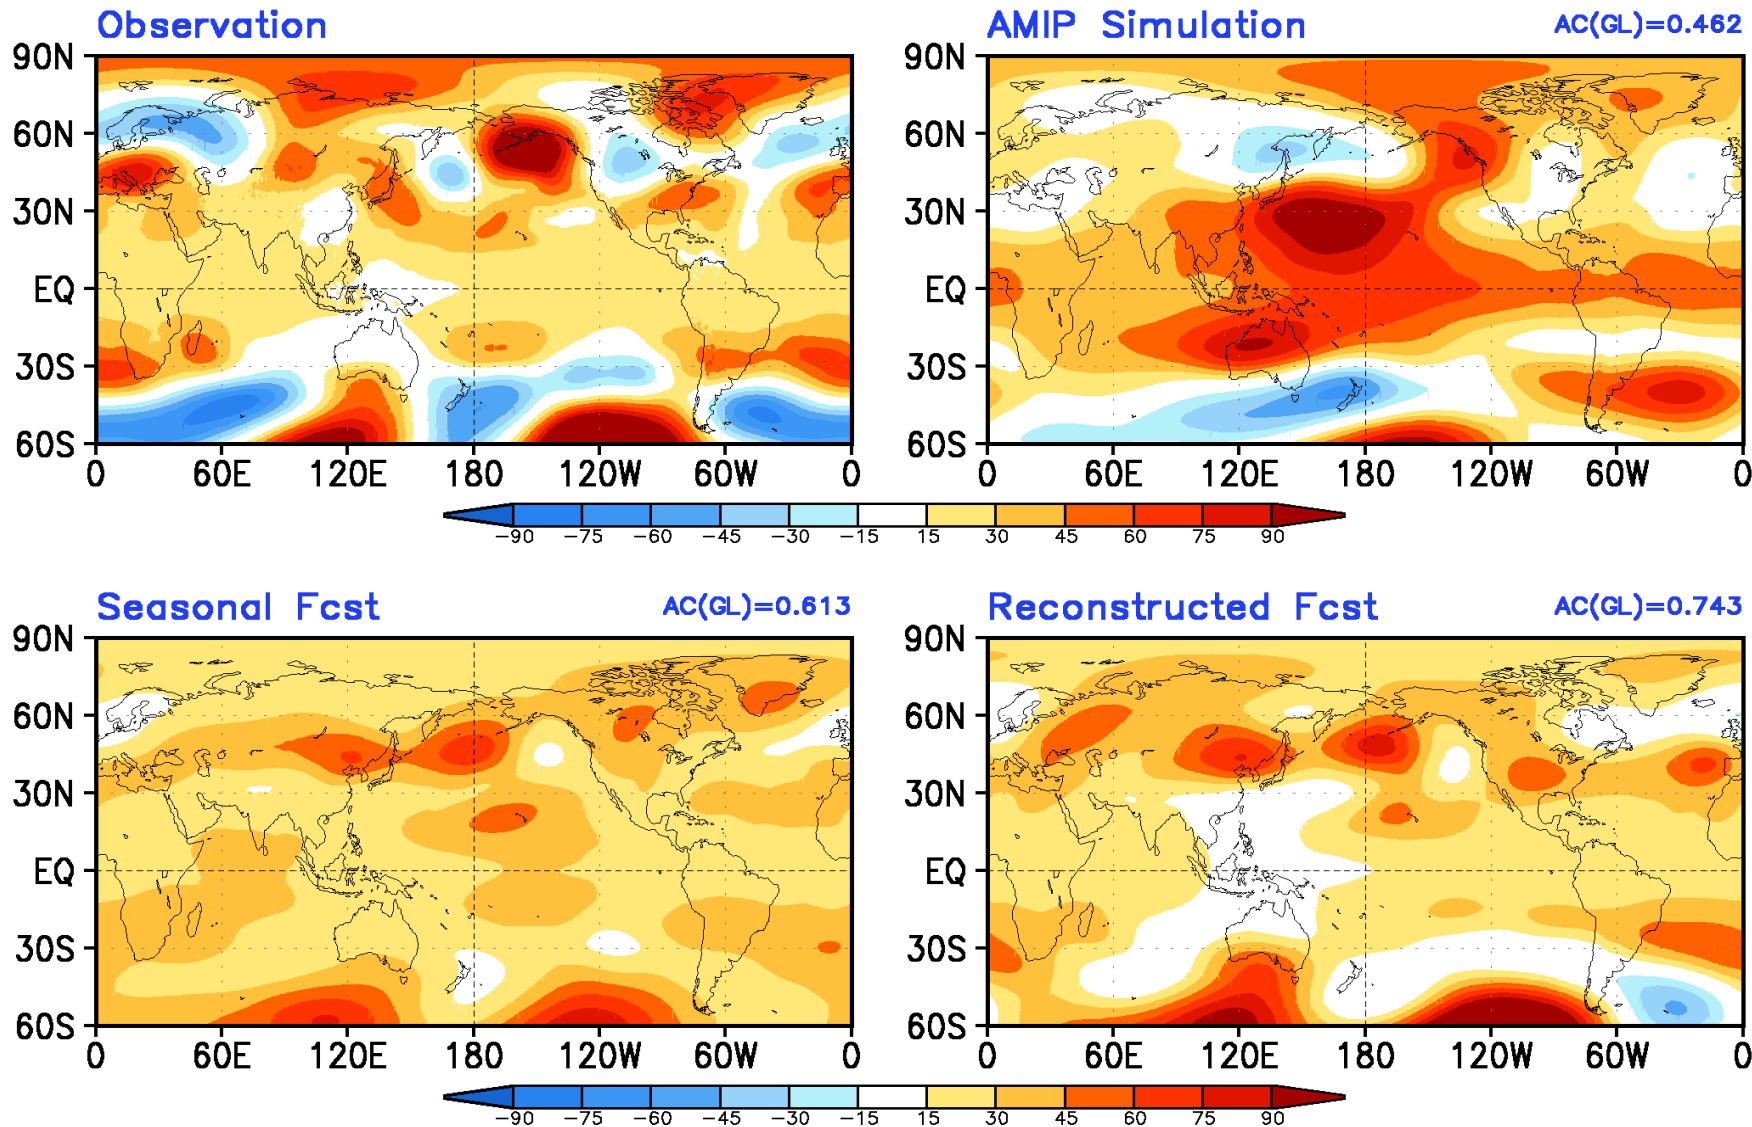 Observation
AMIP Simulation AC(GL)=0.462
90N 90N
60N 60N
30N 30N
EQ EQ
30S 30S
60S 60S
0 60E 120E 180 120W 60W 0 0 60E 120E 180 120W 60W 0
-90 -75 -60 -45 -30 -15 15 30 45 60 75 90
Seasonal Fcst AC(GL)=0.613
Reconstructed Fcst AC(GL)=0.743
90N 90N
60N 60N
30N 30N
EQ EQ
30S 30S
60S 60S
0 60E 120E 180 120W 60W 0 0 60E 120E 180 120W 60W 0
-90 -75 -60 -45 -30 -15 15 30 45 60 75 90